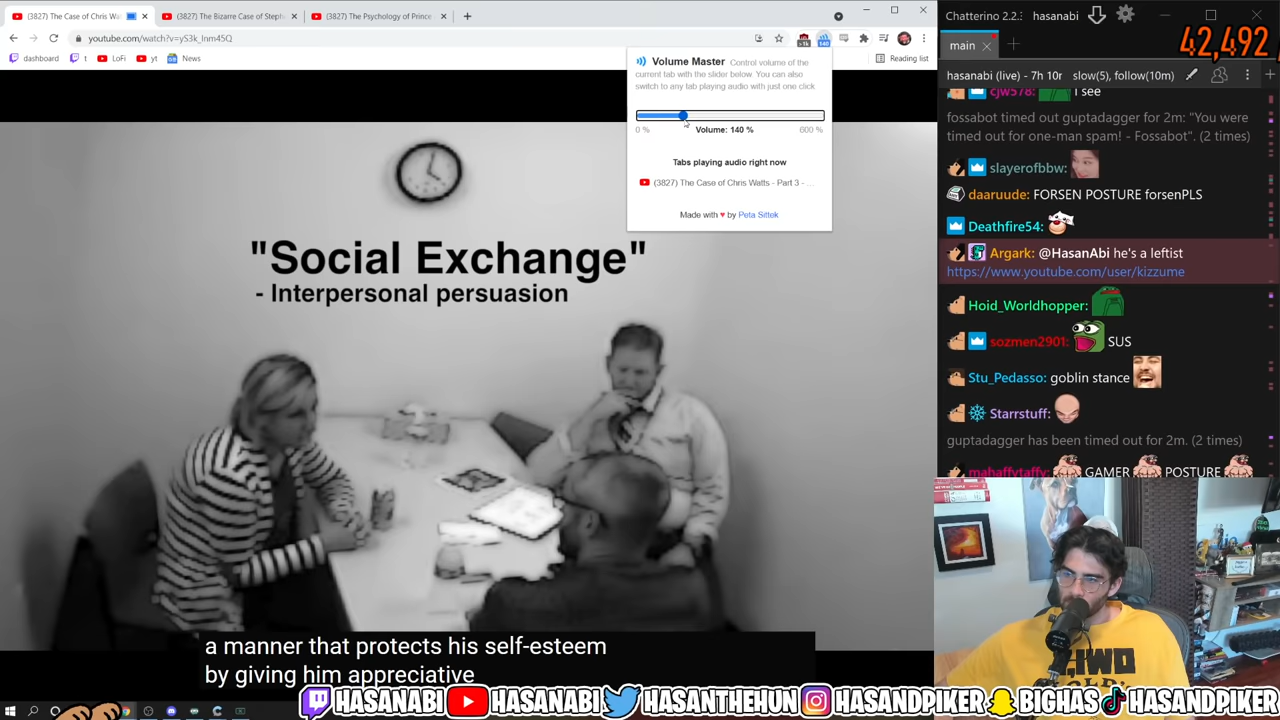 (3827) The Case of Chris Wat
(3827) The Bizarre Case of Steph
(3827) The Psychology of Prince
youtube.com/watch?v=yS3k_Inm45Q
dashboard
t
LoFi
yt
News
Reading list
>1k
140
Volume Master Control volume of the
current tab with the slider below. You can also
switch to any tab playing audio with just one click
0 %
Volume: 140 %
600 %
Tabs playing audio right now
(3827) The Case of Chris Watts - Part 3 - ...
Made with ♥ by Peta Sittek
"Social Exchange"
- Interpersonal persuasion
a manner that protects his self-esteem
by giving him appreciative
Chatterino 2.2.
hasanabi
42,492
main
hasanabi (live) - 7h 10m
slow(5), follow(10m)
cjw578:
I see
fossabot timed out guptadagger for 2m: "You were
timed out for one-man spam! - Fossabot". (2 times)
slayerofbbw:
daaruude: FORSEN POSTURE forsenPLS
Deathfire54:
Argark: @HasanAbi he's a leftist
https://www.youtube.com/user/kizzume
Hoid_Worldhopper:
sozmen2901:
SUS
Stu_Pedasso: goblin stance
Starrstuff:
guptadagger has been timed out for 2m. (2 times)
mahaffytaffy:
GAMER
POSTURE
HASANABI
HASANABI
HASANTHEHUN
HASANDPIKER
BIGHAS
HASANDPIKER